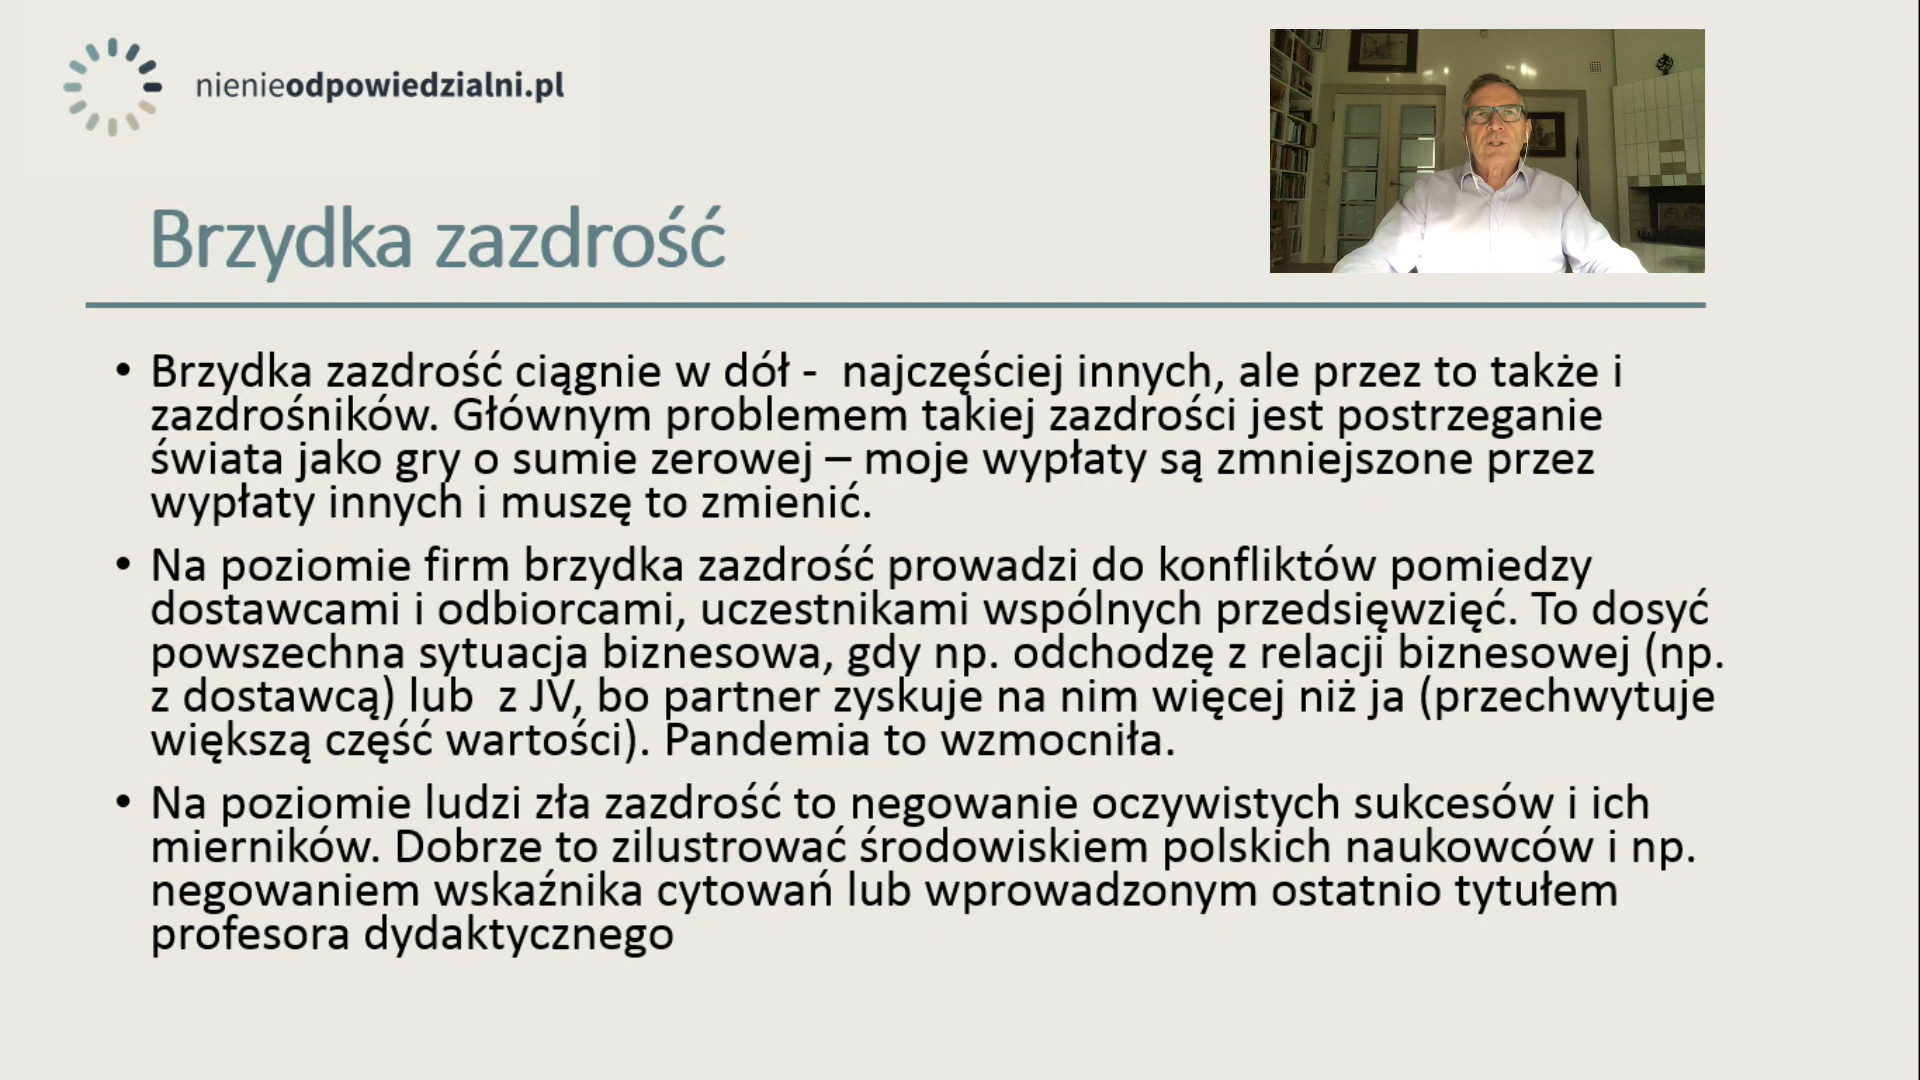 nienieodpowiedzialni.pl
Brzydka zazdrość
• Brzydka zazdrość ciągnie w dół -  najczęściej innych, ale przez to także i
zazdrośników. Głównym problemem takiej zazdrości jest postrzeganie
świata jako gry o sumie zerowej – moje wypłaty są zmniejszone przez
wypłaty innych i muszę to zmienić.
• Na poziomie firm brzydka zazdrość prowadzi do konfliktów pomiedzy
dostawcami i odbiorcami, uczestnikami wspólnych przedsięwzięć. To dosyć
powszechna sytuacja biznesowa, gdy np. odchodzę z relacji biznesowej (np.
z dostawcą) lub  z JV, bo partner zyskuje na nim więcej niż ja (przechwytuje
większą część wartości). Pandemia to wzmocniła.
• Na poziomie ludzi zła zazdrość to negowanie oczywistych sukcesów i ich
mierników. Dobrze to zilustrować środowiskiem polskich naukowców i np.
negowaniem wskaźnika cytowań lub wprowadzonym ostatnio tytułem
profesora dydaktycznego